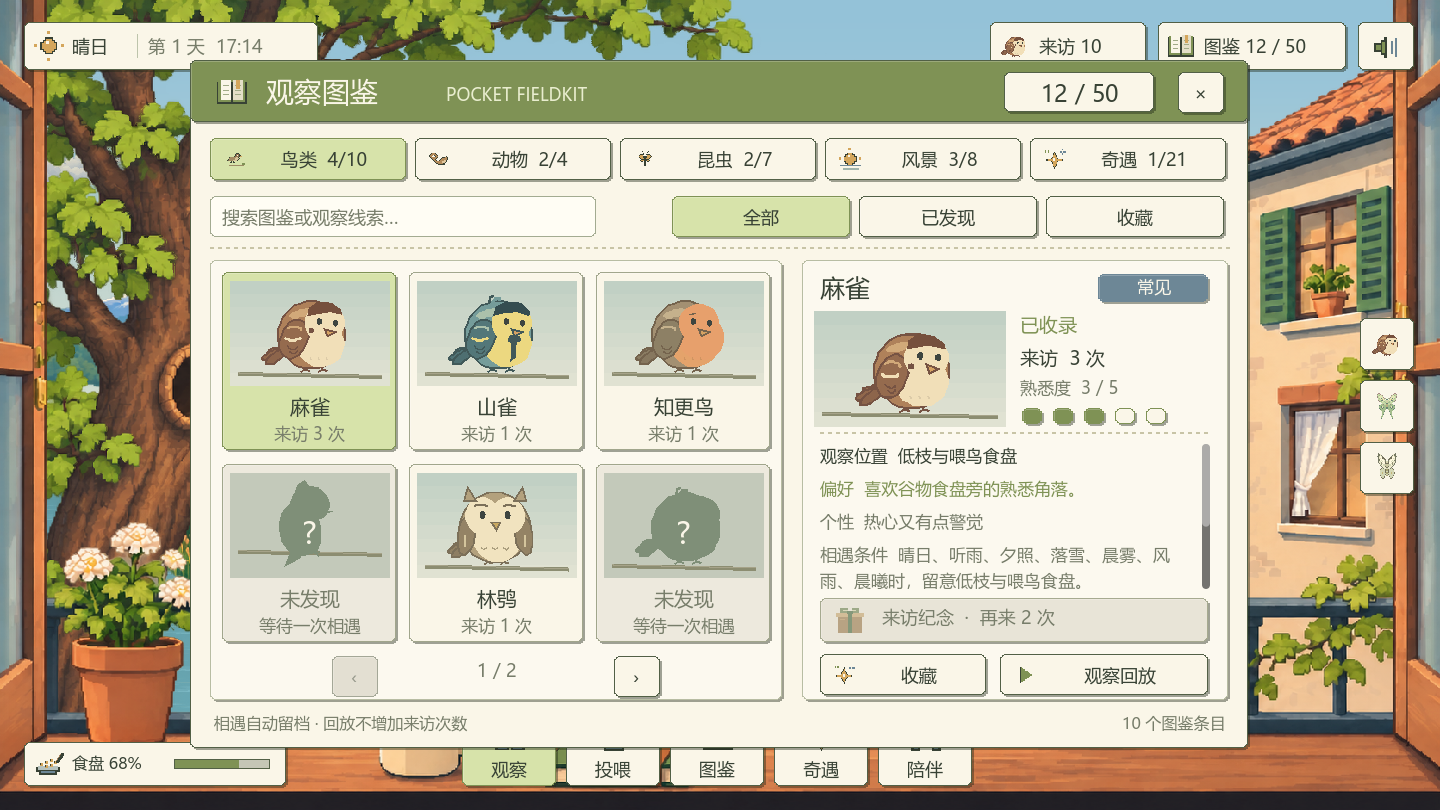 晴日 第 1 天 17:14
来访 10
图鉴 12 / 50
观察图鉴 POCKET FIELDKIT
12 / 50
×
鸟类 4/10
动物 2/4
昆虫 2/7
风景 3/8
奇遇 1/21
搜索图鉴或观察线索...
全部
已发现
收藏
麻雀
来访 3 次
山雀
来访 1 次
知更鸟
来访 1 次
?
未发现
等待一次相遇
林鸮
来访 1 次
?
未发现
等待一次相遇
‹
1 / 2
›
麻雀
常见
已收录
来访 3 次
熟悉度 3 / 5
观察位置 低枝与喂鸟食盘
偏好 喜欢谷物食盘旁的熟悉角落。
个性 热心又有点警觉
相遇条件 晴日、听雨、夕照、落雪、晨雾、风
雨、晨曦时，留意低枝与喂鸟食盘。
来访纪念 · 再来 2 次
收藏
观察回放
相遇自动留档 · 回放不增加来访次数
10 个图鉴条目
食盘 68%
观察
投喂
图鉴
奇遇
陪伴